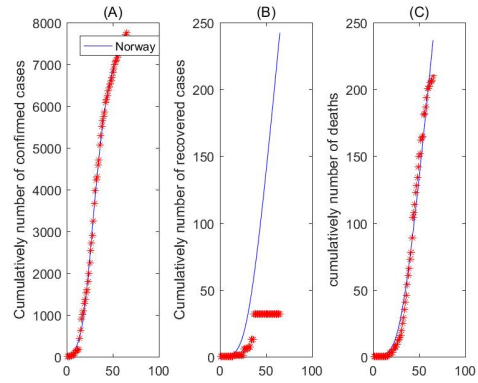 (A)
Cumulatively number of confirmed cases
8000
7000
6000
5000
4000
3000
2000
1000
0
0 50 100
Norway
(B)
Cumulatively number of recovered cases
250
200
150
100
50
0
0 50 100
(C)
cumulatively number of deaths
250
200
150
100
50
0
0 50 100